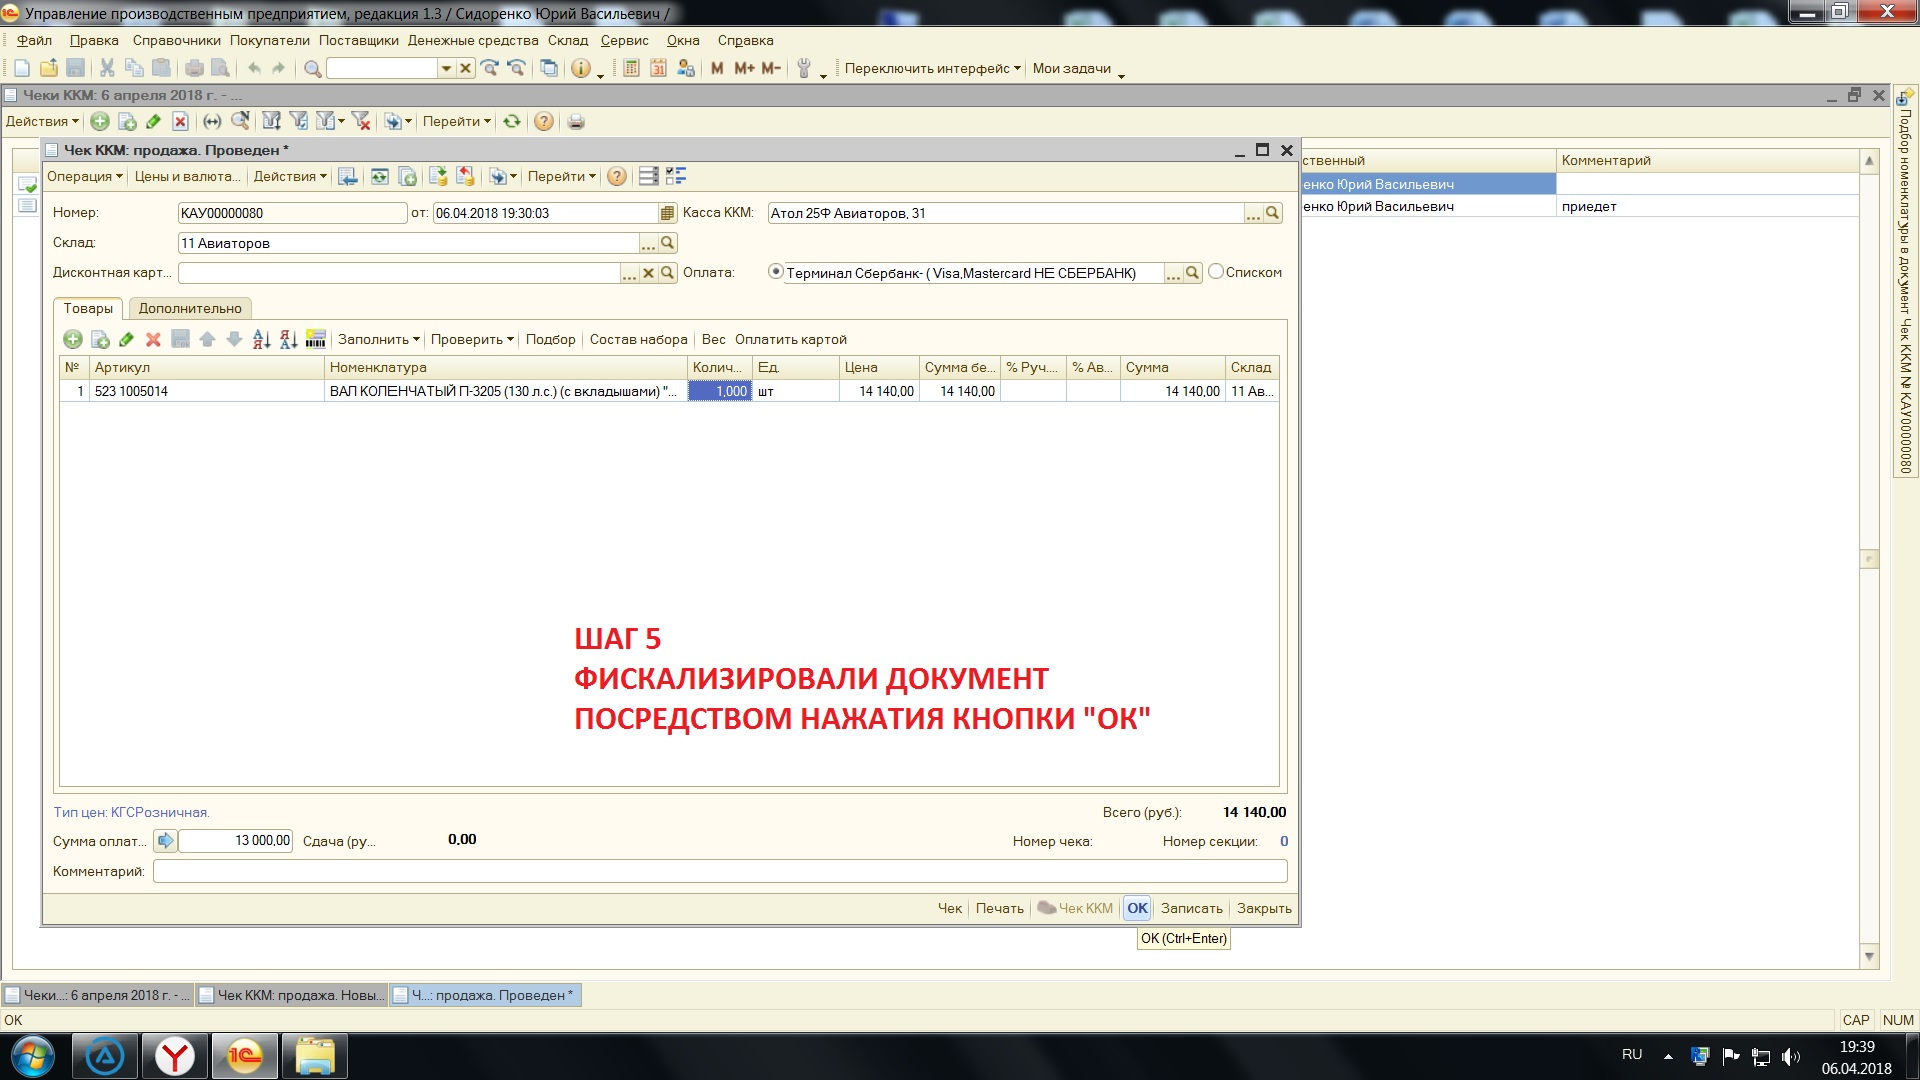 Управление производственным предприятием, редакция 1.3 / Сидоренко Юрий Васильевич /
Файл Правка Справочники Покупатели Поставщики Денежные средства Склад Сервис Окна Справка
M M+ M- Переключить интерфейс Мои задачи
Чеки ККМ: 6 апреля 2018 г. - ...
Действия Перейти
Чек ККМ: продажа. Проведен *
Операция Цены и валюта... Действия Перейти
Номер: КАУ00000080 от: 06.04.2018 19:30:03 Касса ККМ: Атол 25Ф Авиаторов, 31 ...
Склад: 11 Авиаторов ...
Дисконтная карт... ... Оплата: Терминал Сбербанк- ( Visa,Mastercard НЕ СБЕРБАНК) ... Списком
Товары Дополнительно
Заполнить Проверить Подбор Состав набора Вес Оплатить картой
№ Артикул Номенклатура Колич... Ед. Цена Сумма бе... % Руч.... % Ав... Сумма Склад
1 523 1005014 ВАЛ КОЛЕНЧАТЫЙ П-3205 (130 л.с.) (с вкладышами) "... 1,000 шт 14 140,00 14 140,00 14 140,00 11 Ав...
ственный Комментарий
енко Юрий Васильевич
енко Юрий Васильевич приедет
Подбор номенклатуры в документ Чек ККМ № КАУ00000080
ШАГ 5
ФИСКАЛИЗИРОВАЛИ ДОКУМЕНТ
ПОСРЕДСТВОМ НАЖАТИЯ КНОПКИ "ОК"
Тип цен: КГСРозничная. Всего (руб.): 14 140,00
Сумма оплат... 13 000,00 Сдача (ру... 0.00 Номер чека: Номер секции: 0
Комментарий:
Чек Печать Чек ККМ OK Записать Закрыть
OK (Ctrl+Enter)
Чеки...: 6 апреля 2018 г. - ... Чек ККМ: продажа. Новы... Ч...: продажа. Проведен *
OK CAP NUM
RU 19:39
06.04.2018